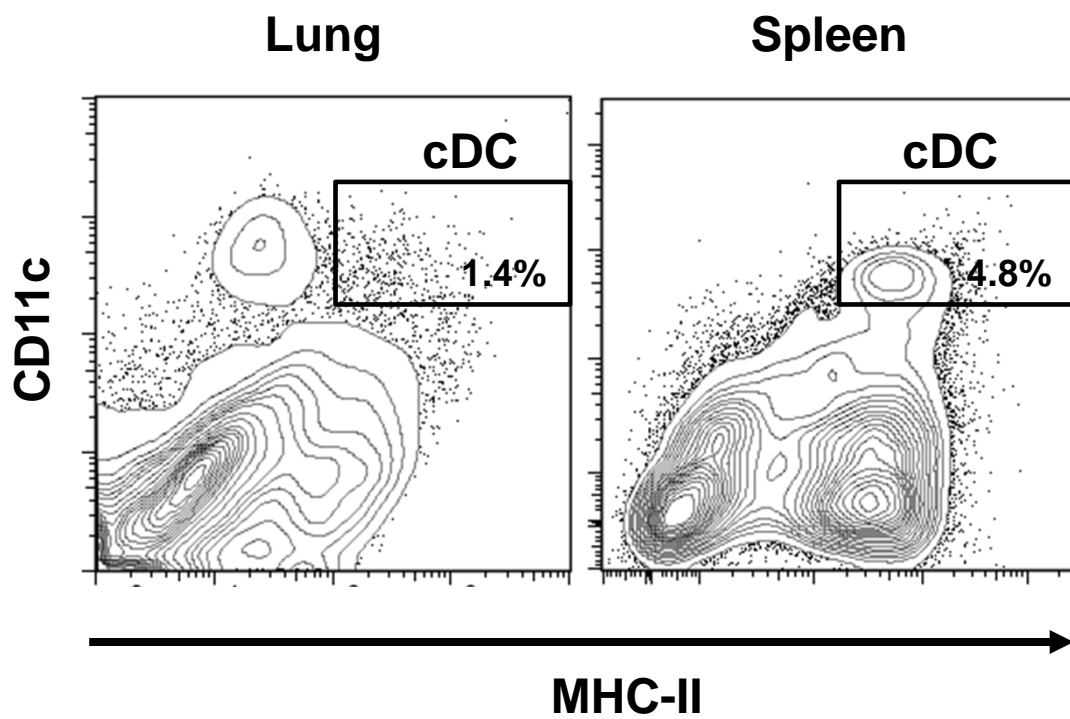 Lung
Spleen
cDC
cDC
1.4%
4.8%
CD11c
MHC-II